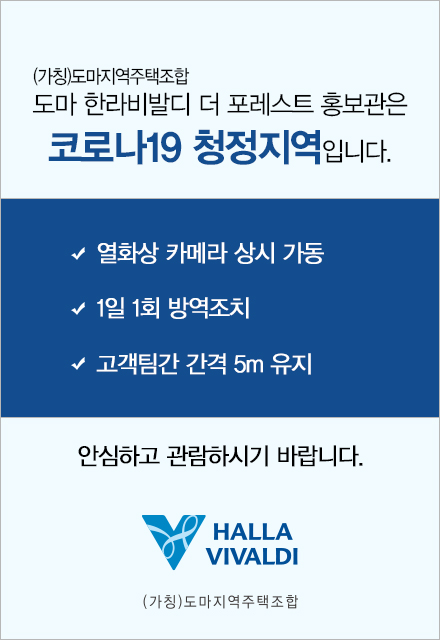 (가칭)도마지역주택조합
도마 한라비발디 더 포레스트 홍보관은
코로나19 청정지역입니다.
✓ 열화상 카메라 상시 가동
✓ 1일 1회 방역조치
✓ 고객팀간 간격 5m 유지
안심하고 관람하시기 바랍니다.
HALLA
VIVALDI
(가칭)도마지역주택조합